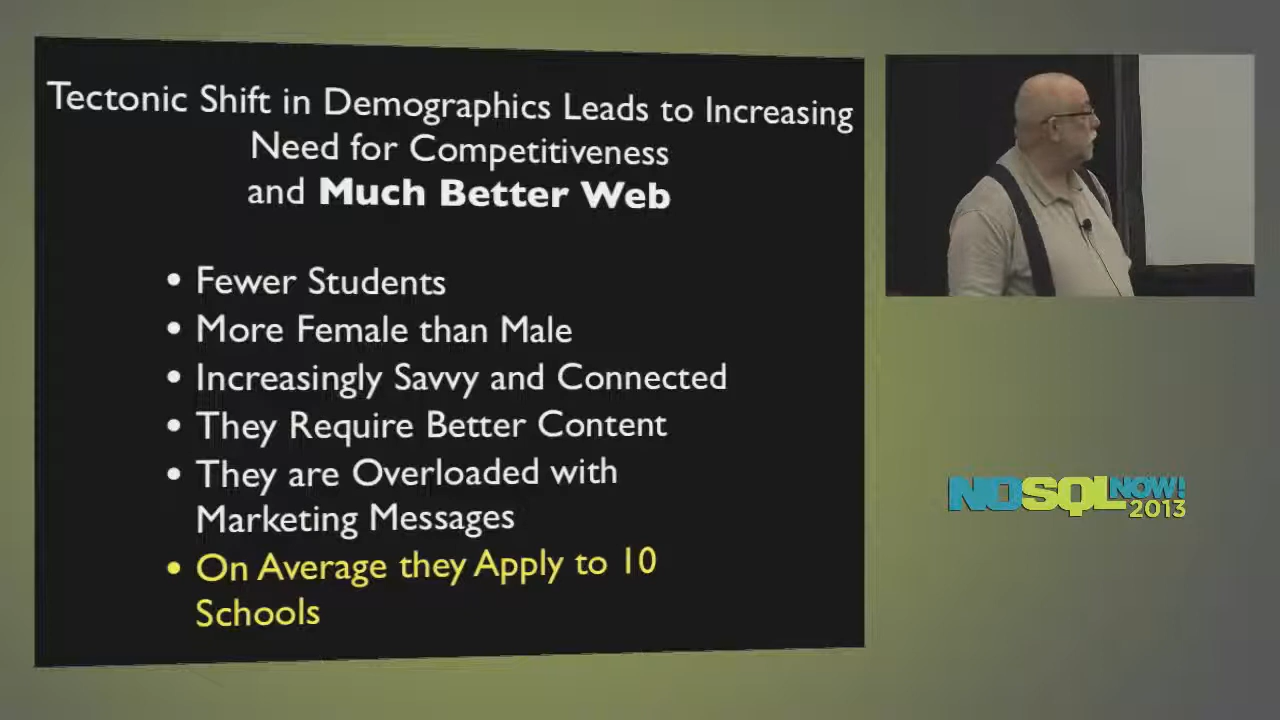 Tectonic Shift in Demographics Leads to Increasing
Need for Competitiveness
and Much Better Web
• Fewer Students
• More Female than Male
• Increasingly Savvy and Connected
• They Require Better Content
• They are Overloaded with
Marketing Messages
• On Average they Apply to 10
Schools
NOSQL NOW!
2013